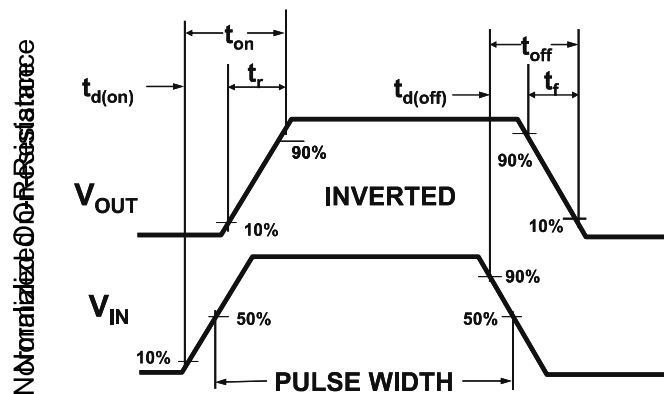 ton
toff
td(on)
tr
td(off)
tf
90%
90%
VOUT
INVERTED
10%
10%
90%
VIN
50%
50%
10%
PULSE WIDTH